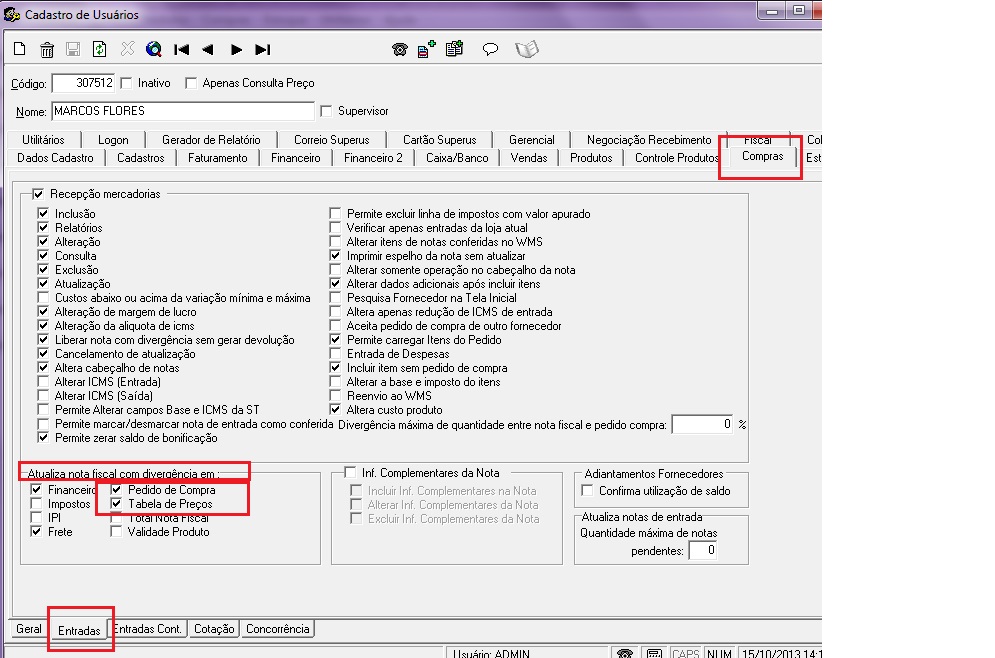 Cadastro de Usuários
Código: 307512 Inativo Apenas Consulta Preço
Nome: MARCOS FLORES Supervisor
Utilitários Logon Gerador de Relatório Correio Superus Cartão Superus Gerencial Negociação Recebimento Fiscal
Dados Cadastro Cadastros Faturamento Financeiro Financeiro 2 Caixa/Banco Vendas Produtos Controle Produtos Compras Est
Recepção mercadorias
Inclusão
Relatórios
Alteração
Consulta
Exclusão
Atualização
Custos abaixo ou acima da variação mínima e máxima
Alteração de margem de lucro
Alteração da aliquota de icms
Liberar nota com divergência sem gerar devolução
Cancelamento de atualização
Altera cabeçalho de notas
Alterar ICMS (Entrada)
Alterar ICMS (Saída)
Permite Alterar campos Base e ICMS da ST
Permite marcar/desmarcar nota de entrada como conferida
Permite zerar saldo de bonificação
Permite excluir linha de impostos com valor apurado
Verificar apenas entradas da loja atual
Alterar itens de notas conferidas no WMS
Imprimir espelho da nota sem atualizar
Alterar somente operação no cabeçalho da nota
Alterar dados adicionais após incluir itens
Pesquisa Fornecedor na Tela Inicial
Altera apenas redução de ICMS de entrada
Aceita pedido de compra de outro fornecedor
Permite carregar Itens do Pedido
Entrada de Despesas
Incluir item sem pedido de compra
Alterar a base e imposto do itens
Reenvio ao WMS
Altera custo produto
Divergência máxima de quantidade entre nota fiscal e pedido compra: 0 %
Atualiza nota fiscal com divergência em :
Financeiro Pedido de Compra
Impostos Tabela de Preços
IPI Total Nota Fiscal
Frete Validade Produto
Inf. Complementares da Nota
Incluir Inf. Complementares na Nota
Alterar Inf. Complementares da Nota
Excluir Inf. Complementares da Nota
Adiantamentos Fornecedores
Confirma utilização de saldo
Atualiza notas de entrada
Quantidade máxima de notas
pendentes: 0
Geral Entradas Entradas Cont. Cotação Concorrência
Usuário: ADMIN CAPS NUM 15/10/2013 14:1